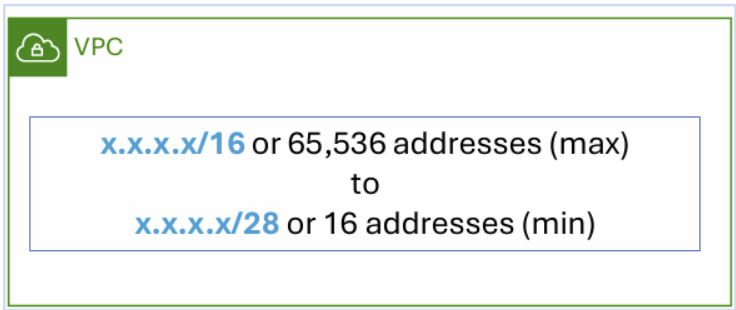 VPC
x.x.x.x/16 or 65,536 addresses (max)
to
x.x.x.x/28 or 16 addresses (min)